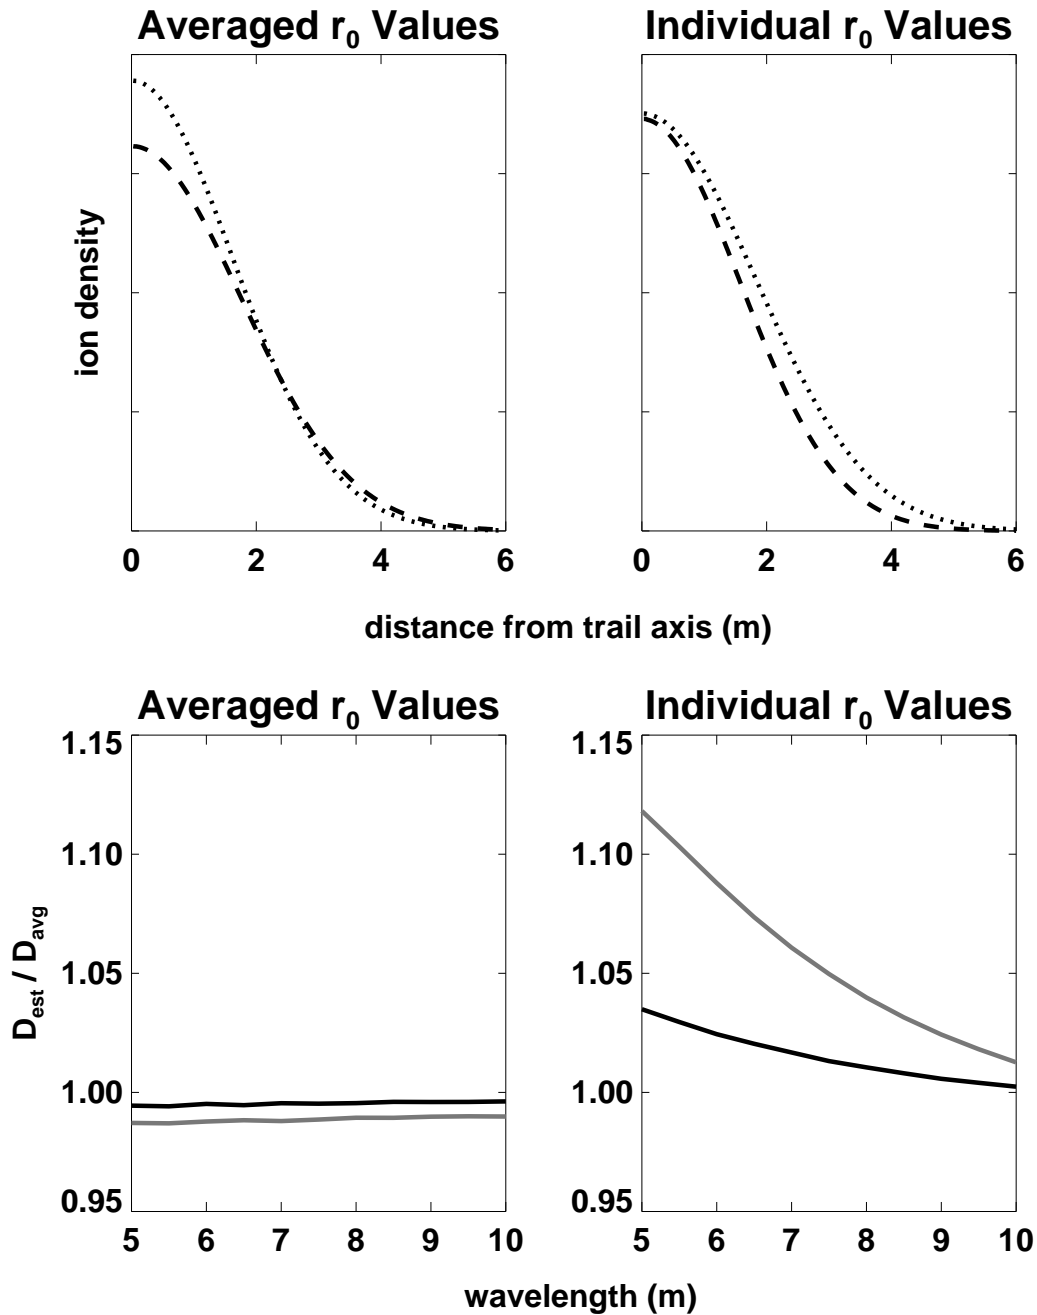 Averaged r0 Values
Individual r0 Values
ion density
0 2 4 6
0 2 4 6
distance from trail axis (m)
Averaged r0 Values
Individual r0 Values
1.15
1.10
1.05
1.00
0.95
1.15
1.10
1.05
1.00
0.95
Dest / Davg
5 6 7 8 9 10
5 6 7 8 9 10
wavelength (m)